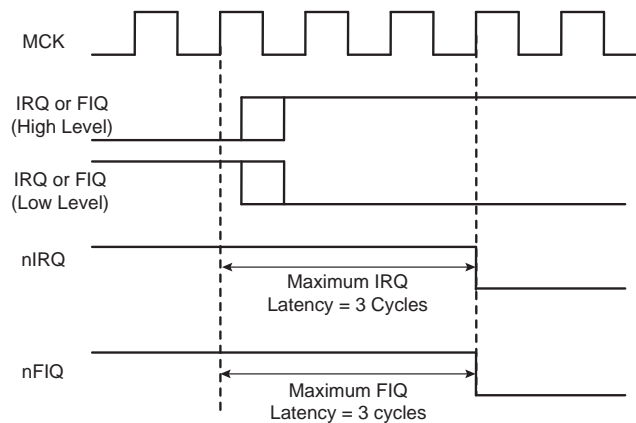 MCK
IRQ or FIQ
(High Level)
IRQ or FIQ
(Low Level)
nIRQ
Maximum IRQ
Latency = 3 Cycles
nFIQ
Maximum FIQ
Latency = 3 cycles